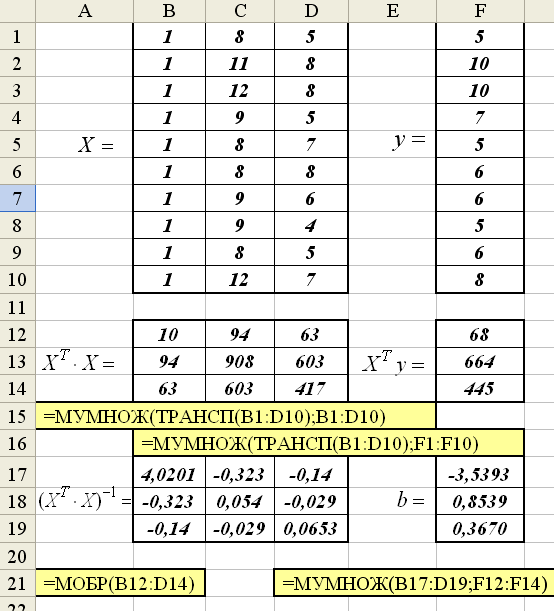 A B C D E F
1 1 8 5 5
2 1 11 8 10
3 1 12 8 10
4 1 9 5 7
5 X = 1 8 7 y = 5
6 1 8 8 6
7 1 9 6 6
8 1 9 4 5
9 1 8 5 6
10 1 12 7 8
11
12 10 94 63 68
13 X^T · X = 94 908 603 X^T y = 664
14 63 603 417 445
15 =МУМНОЖ(ТРАНСП(B1:D10);B1:D10)
16 =МУМНОЖ(ТРАНСП(B1:D10);F1:F10)
17 4,0201 -0,323 -0,14 -3,5393
18 (X^T · X)^-1 = -0,323 0,054 -0,029 b = 0,8539
19 -0,14 -0,029 0,0653 0,3670
20
21 =МОБР(B12:D14) =МУМНОЖ(B17:D19;F12:F14)
22